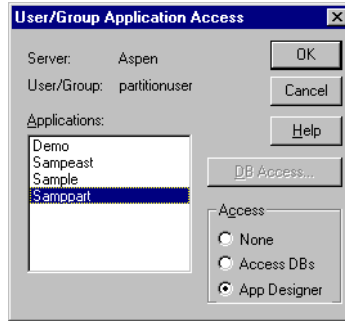 User/Group Application Access
Server: Aspen
OK
User/Group: partitionuser
Cancel
Applications:
Help
Demo
Sampeast
Sample
Samppart
DB Access...
Access
None
Access DBs
App Designer